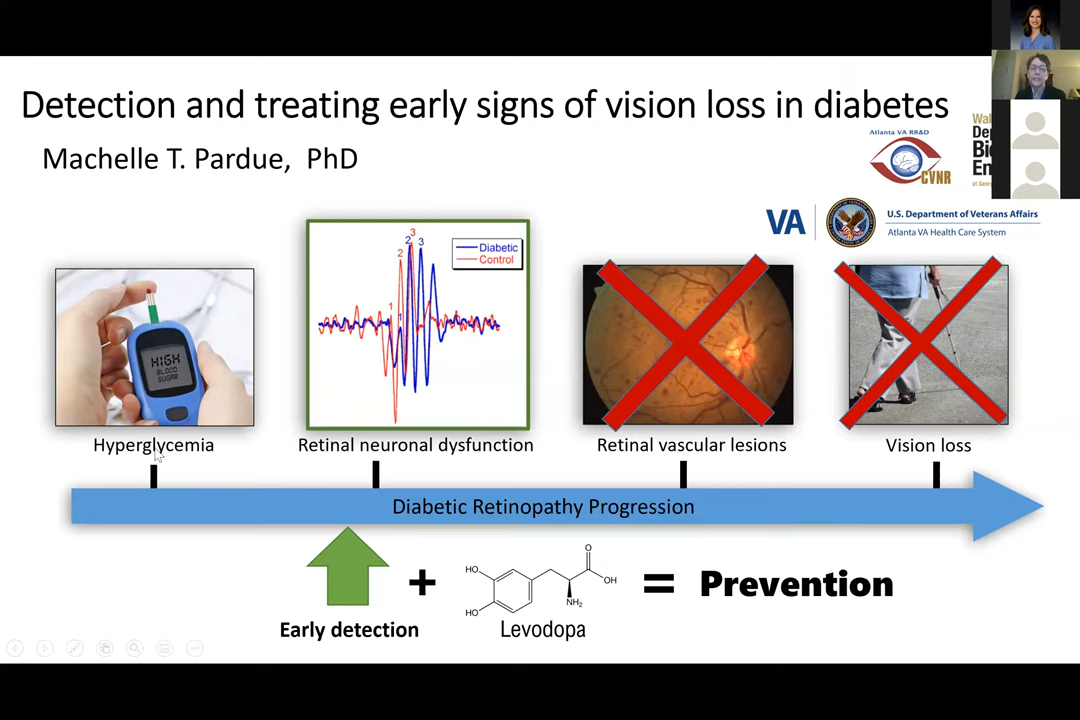 Detection and treating early signs of vision loss in diabetes
Machelle T. Pardue, PhD
Atlanta VA RR&D
CVNR
VA
U.S. Department of Veterans Affairs
Atlanta VA Health Care System
Diabetic
Control
1
2
3
1
2
3
HIGH
BLOOD
SUGAR
Hyperglycemia
Retinal neuronal dysfunction
Retinal vascular lesions
Vision loss
Diabetic Retinopathy Progression
Early detection
+
HO
HO
O
OH
NH2
Levodopa
=
Prevention